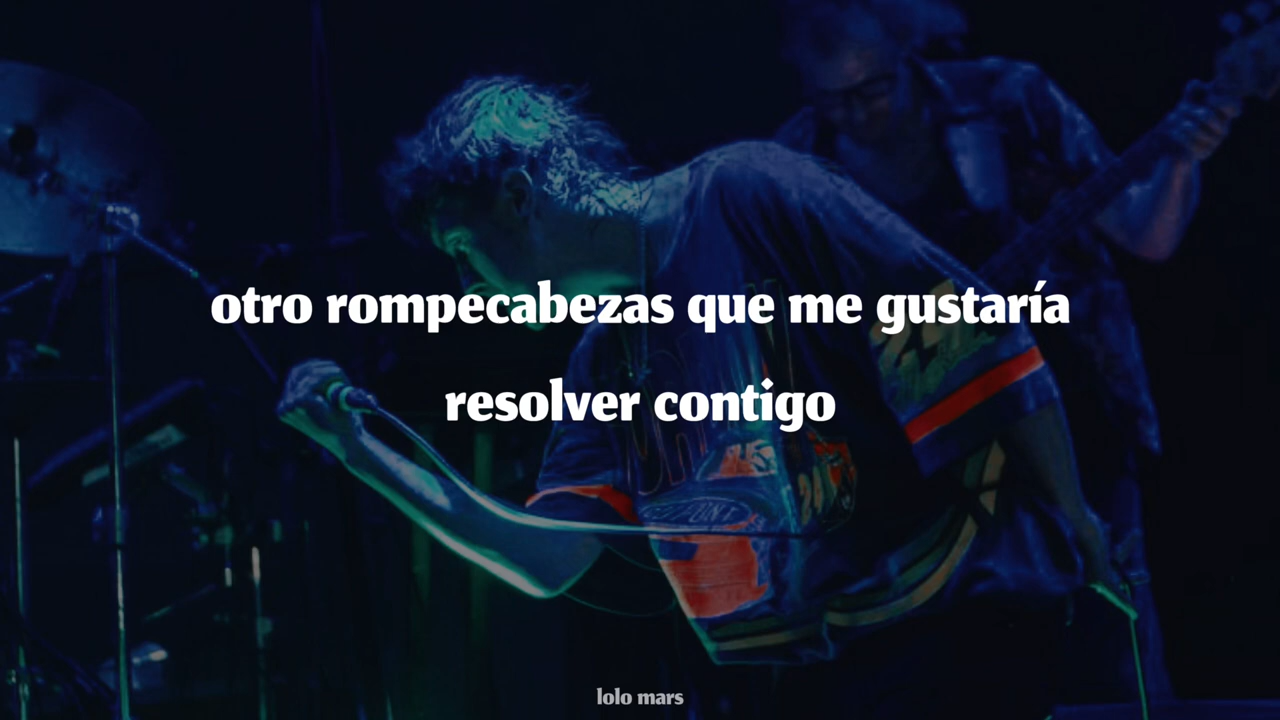 otro rompecabezas que me gustaría
resolver contigo
lolo mars